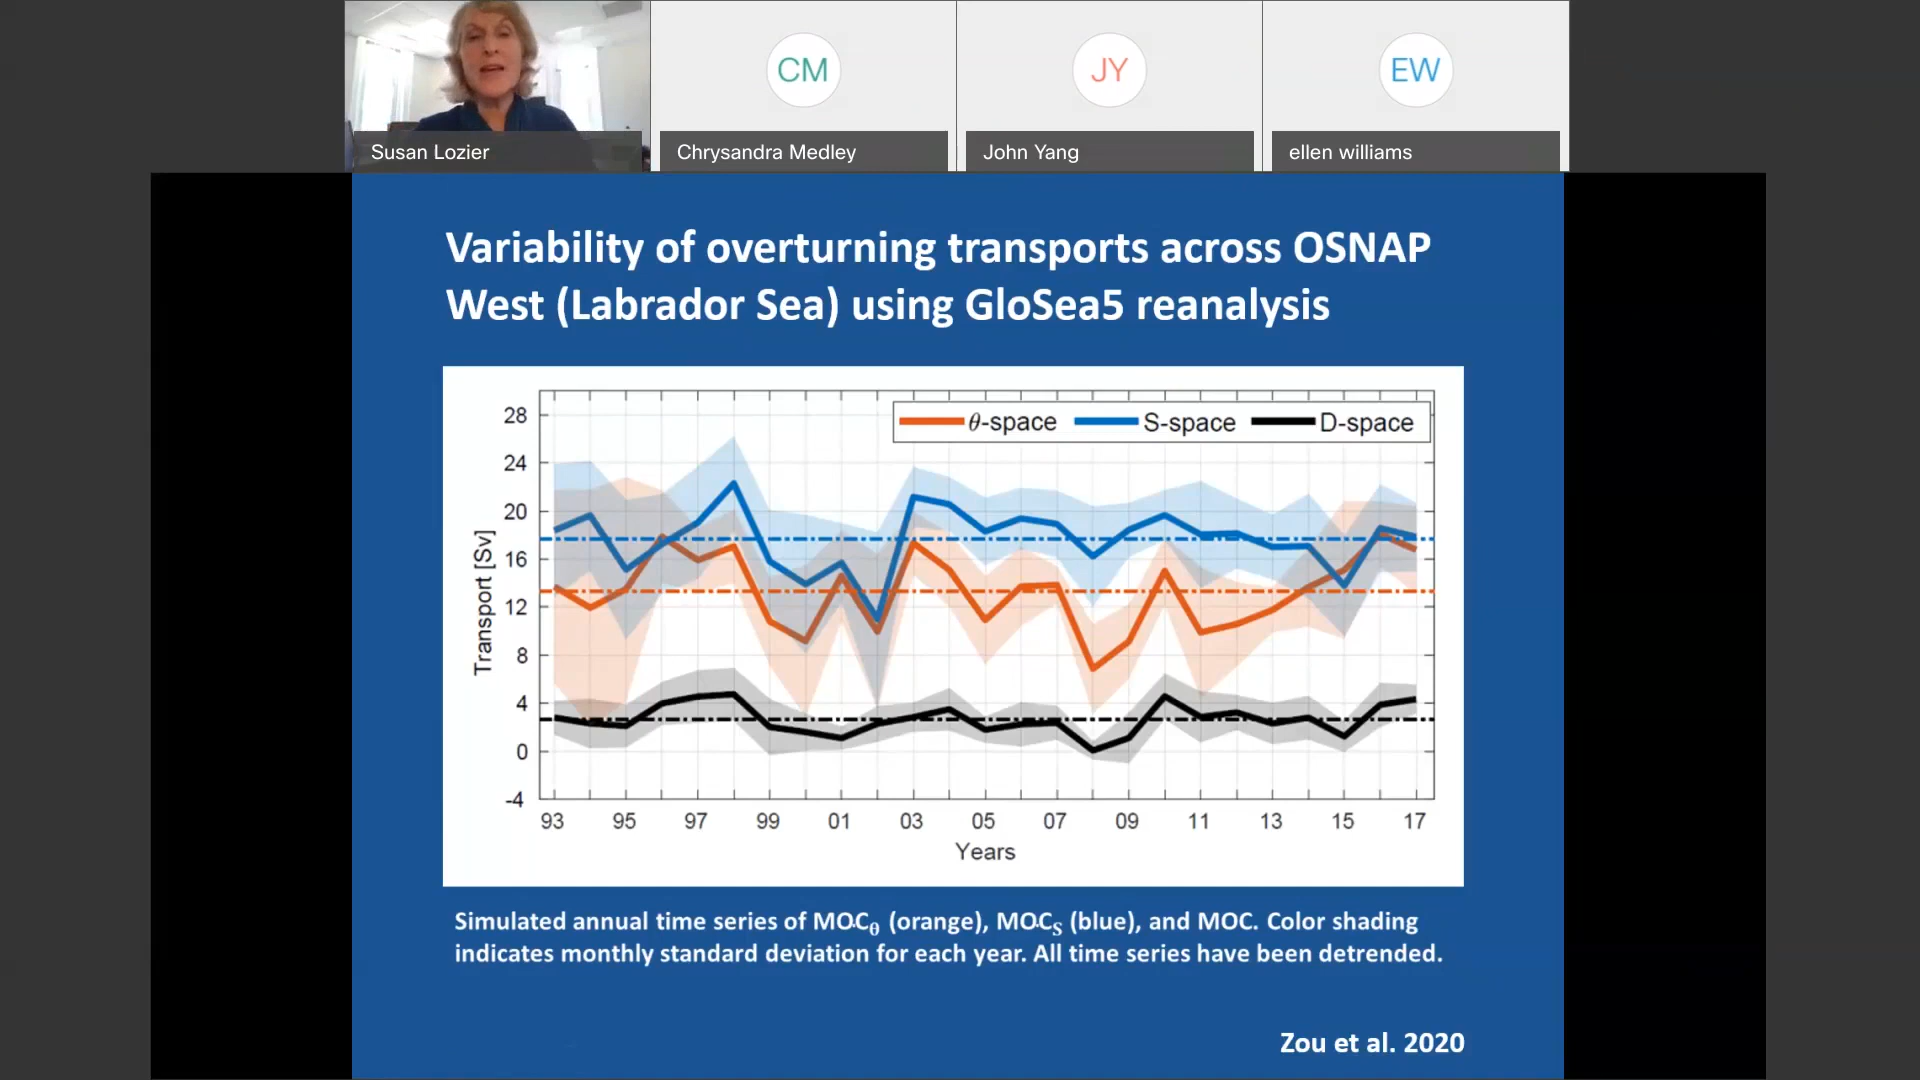 CM
JY
EW
Susan Lozier
Chrysandra Medley
John Yang
ellen williams
Variability of overturning transports across OSNAP
West (Labrador Sea) using GloSea5 reanalysis
θ-space
S-space
D-space
28
24
20
16
12
8
4
0
-4
Transport [Sv]
93 95 97 99 01 03 05 07 09 11 13 15 17
Years
Simulated annual time series of MOCθ (orange), MOCS (blue), and MOC. Color shading
indicates monthly standard deviation for each year. All time series have been detrended.
Zou et al. 2020